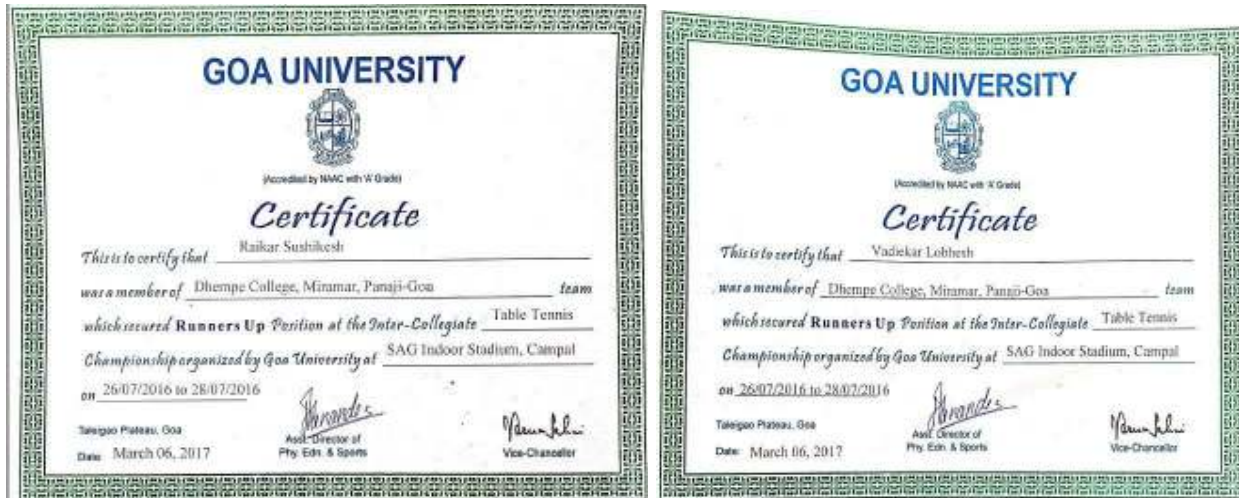 GOA UNIVERSITY
(Accredited by NAAC with 'A' Grade)
Certificate
This is to certify that Raikar Sushikesh
was a member of Dhempe College, Miramar, Panaji-Goa team
which secured Runners Up Position at the Inter-Collegiate Table Tennis
Championship organized by Goa University at SAG Indoor Stadium, Campal
on 26/07/2016 to 28/07/2016
Taleigao Plateau, Goa
Date: March 06, 2017
Asst. Director of
Phy. Edn. & Sports
Vice-Chancellor
GOA UNIVERSITY
(Accredited by NAAC with 'A' Grade)
Certificate
This is to certify that Vadiekar Lobhesh
was a member of Dhempe College, Miramar, Panaji-Goa team
which secured Runners Up Position at the Inter-Collegiate Table Tennis
Championship organized by Goa University at SAG Indoor Stadium, Campal
on 26/07/2016 to 28/07/2016
Taleigao Plateau, Goa
Date: March 06, 2017
Asst. Director of
Phy. Edn. & Sports
Vice-Chancellor